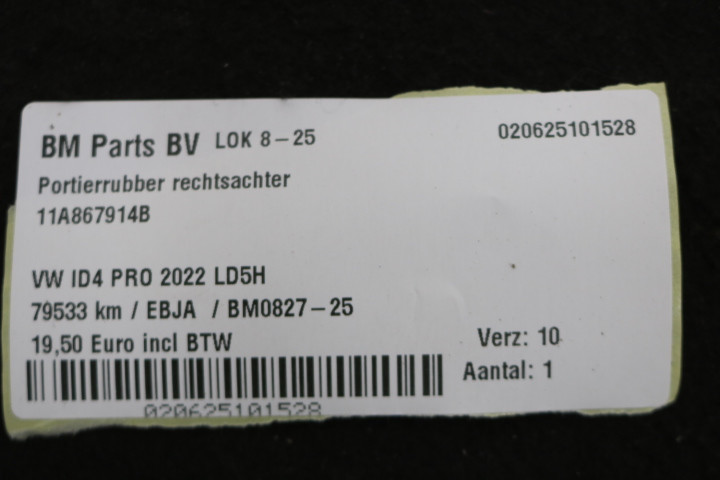 BM Parts BV LOK 8-25 020625101528
Portierrubber rechtsachter
11A867914B
VW ID4 PRO 2022 LD5H
79533 km / EBJA / BM0827-25
19,50 Euro incl BTW Verz: 10
Aantal: 1
020625101528